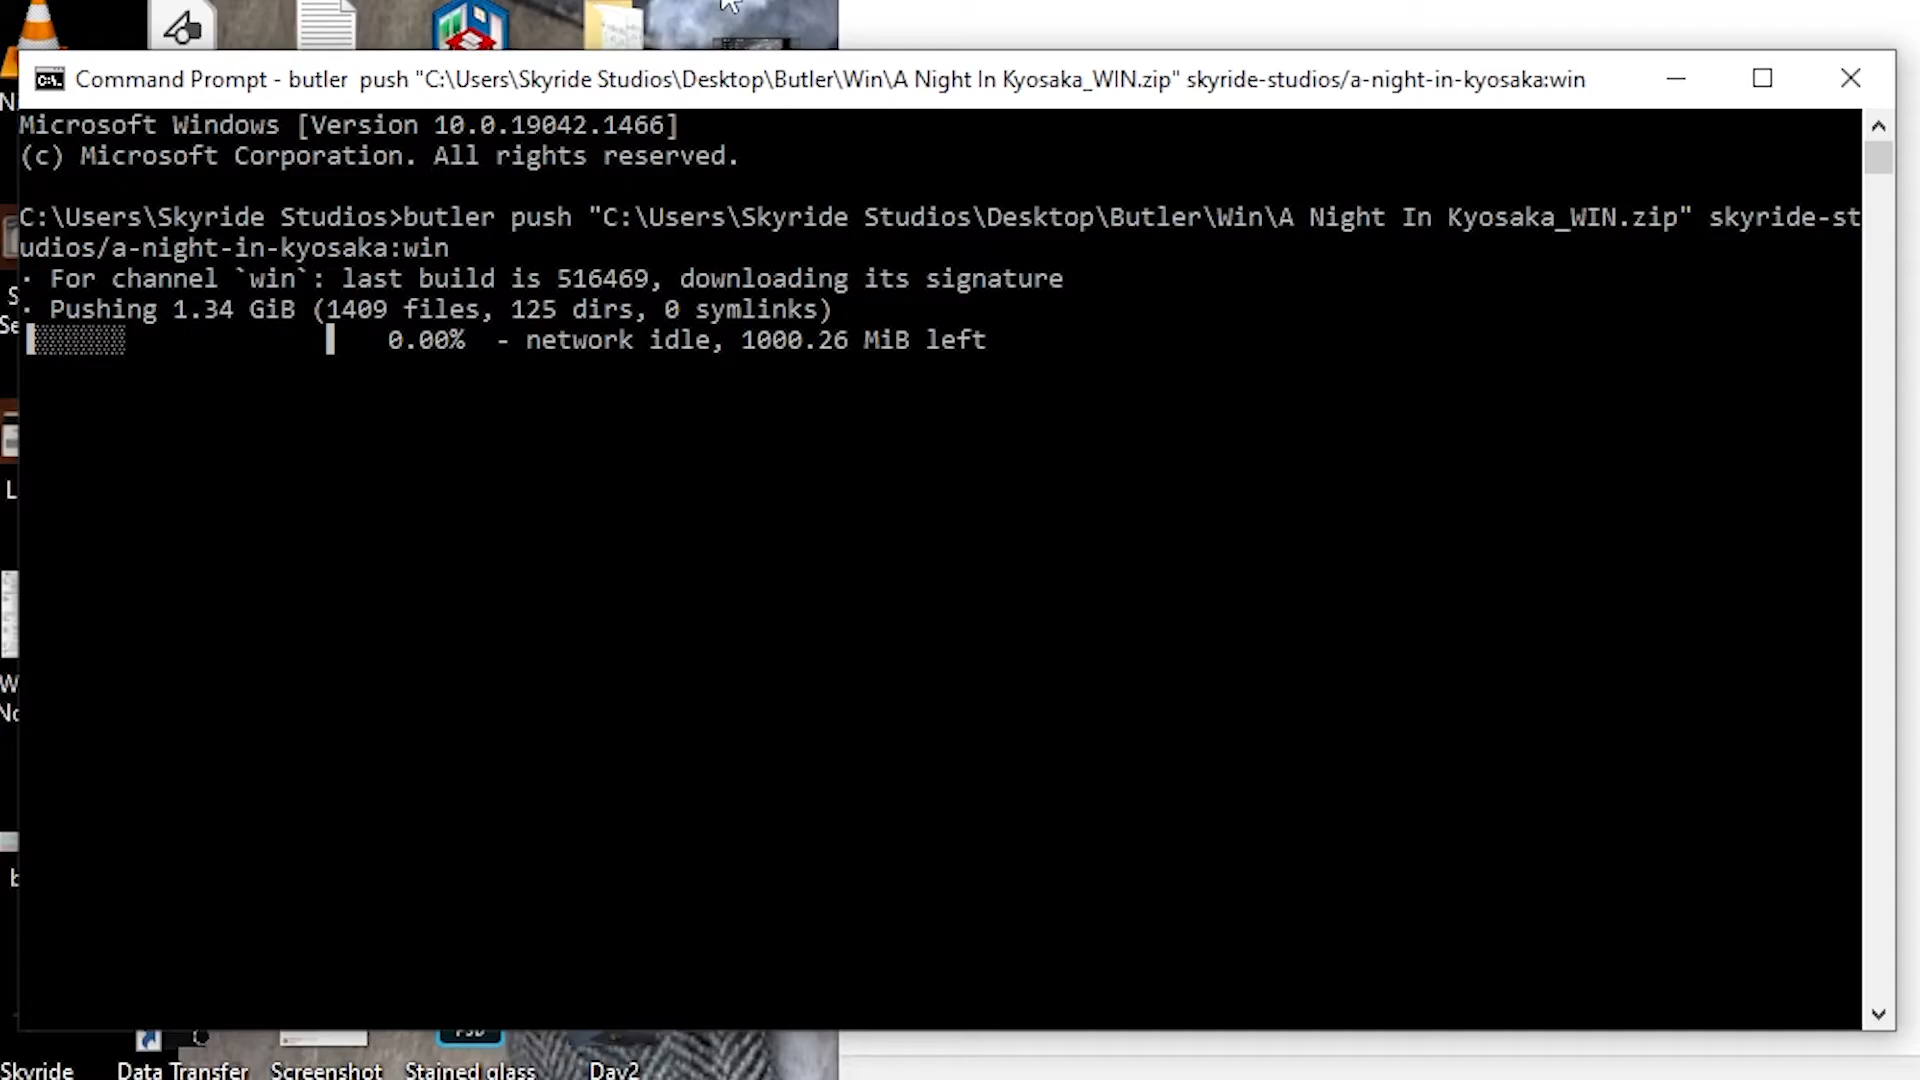 Command Prompt - butler  push "C:\Users\Skyride Studios\Desktop\Butler\Win\A Night In Kyosaka_WIN.zip" skyride-studios/a-night-in-kyosaka:win
Microsoft Windows [Version 10.0.19042.1466]
(c) Microsoft Corporation. All rights reserved.
C:\Users\Skyride Studios>butler push "C:\Users\Skyride Studios\Desktop\Butler\Win\A Night In Kyosaka_WIN.zip" skyride-st
udios/a-night-in-kyosaka:win
· For channel `win`: last build is 516469, downloading its signature
· Pushing 1.34 GiB (1409 files, 125 dirs, 0 symlinks)
0.00%  - network idle, 1000.26 MiB left
Skyride
Data Transfer
Screenshot
Stained glass
Day2